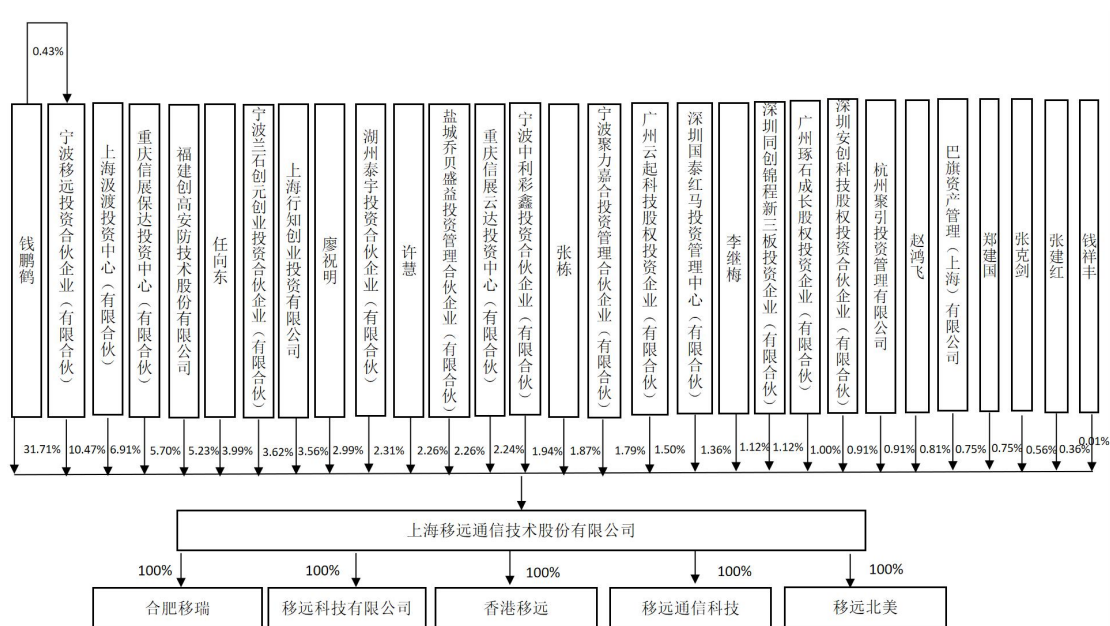 0.43%
钱鹏鹤
宁波移远投资合伙企业（有限合伙）
上海汲渡投资中心（有限合伙）
重庆信展保达投资中心（有限合伙）
福建创高安防技术股份有限公司
任向东
宁波兰石创元创业投资合伙企业（有限合伙）
上海行知创业投资有限公司
廖祝明
湖州泰宇投资合伙企业（有限合伙）
许慧
盐城乔贝盛益投资管理合伙企业（有限合伙）
重庆信展云达投资中心（有限合伙）
宁波中利彩鑫投资合伙企业（有限合伙）
张栋
宁波聚力嘉合投资管理合伙企业（有限合伙）
广州云起科技股权投资企业（有限合伙）
深圳国泰红马投资管理中心（有限合伙）
李继梅
深圳同创锦程新三板投资企业（有限合伙）
广州琢石成长股权投资企业（有限合伙）
深圳安创科技股权投资合伙企业（有限合伙）
杭州聚引投资管理有限公司
赵鸿飞
巴旗资产管理（上海）有限公司
郑建国
张克剑
张建红
钱祥丰
31.71%
10.47%
6.91%
5.70%
5.23%
3.99%
3.62%
3.56%
2.99%
2.31%
2.26%
2.26%
2.24%
1.94%
1.87%
1.79%
1.50%
1.36%
1.12%
1.12%
1.00%
0.91%
0.91%
0.81%
0.75%
0.75%
0.56%
0.36%
0.01%
上海移远通信技术股份有限公司
100%
100%
100%
100%
100%
合肥移瑞
移远科技有限公司
香港移远
移远通信科技
移远北美